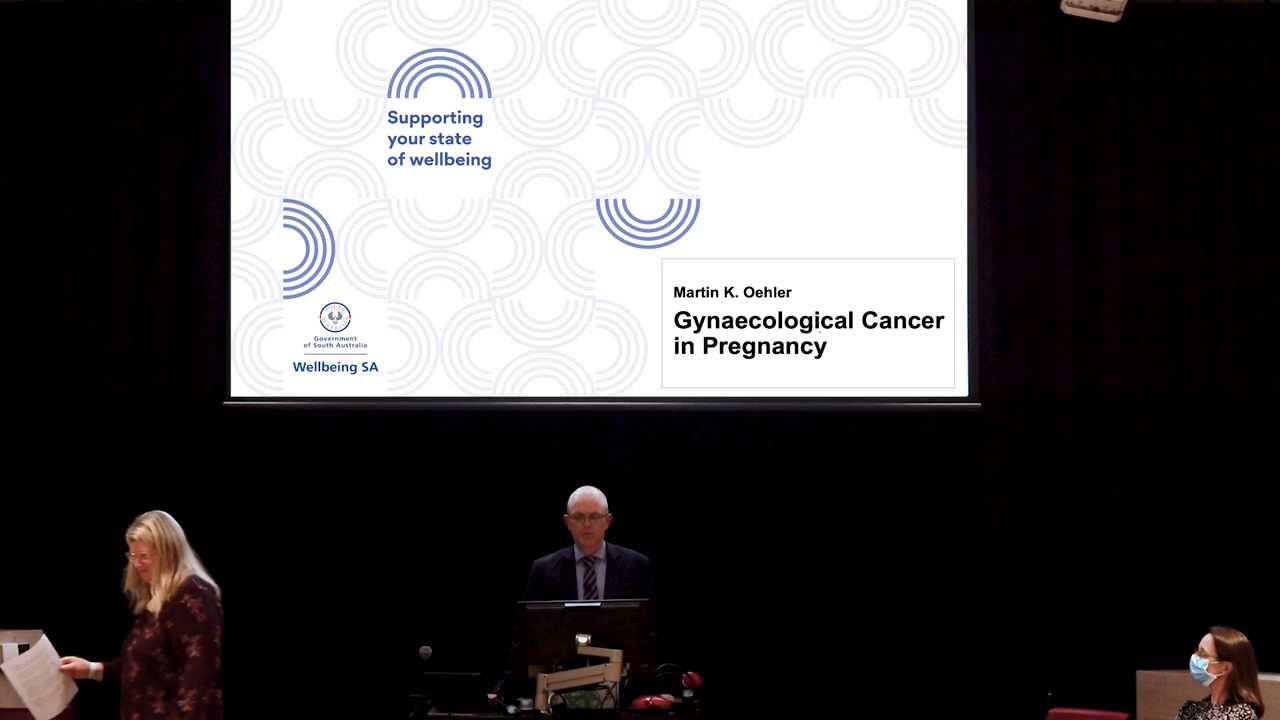 Supporting
your state
of wellbeing
Government
of South Australia
Wellbeing SA
Martin K. Oehler
Gynaecological Cancer
in Pregnancy